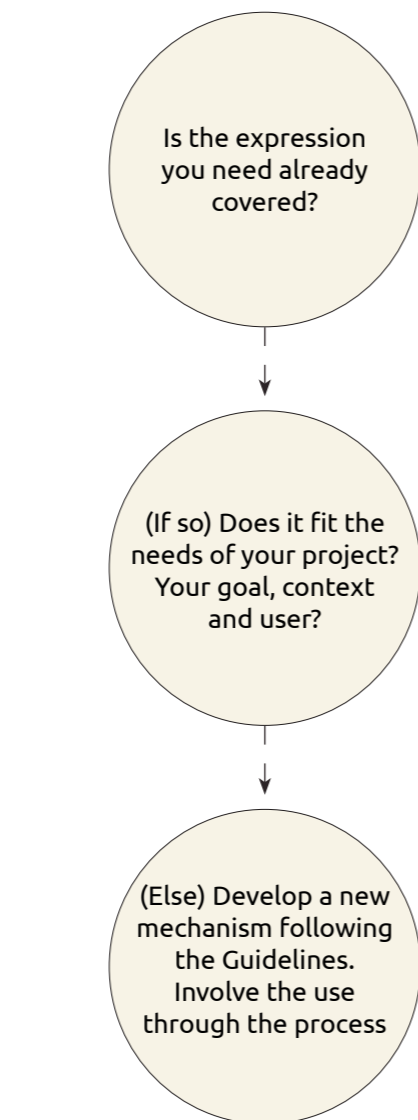 Is the expression
you need already
covered?
(If so) Does it fit the
needs of your project?
Your goal, context
and user?
(Else) Develop a new
mechanism following
the Guidelines.
Involve the use
through the process